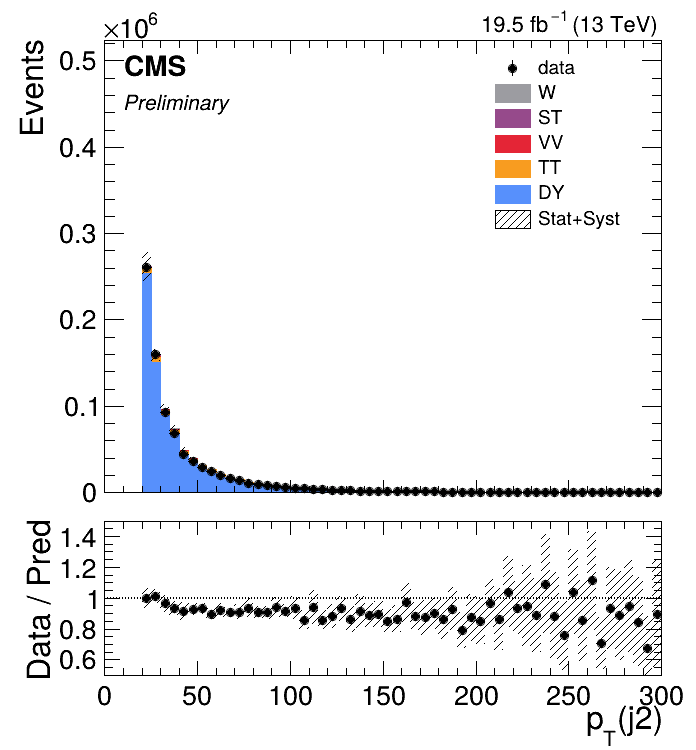 ×10⁶
19.5 fb⁻¹ (13 TeV)
CMS
Preliminary
Events
data
W
ST
VV
TT
DY
Stat+Syst
0.5
0.4
0.3
0.2
0.1
0
Data / Pred
1.4
1.2
1
0.8
0.6
0 50 100 150 200 250 300
p_T(j2)